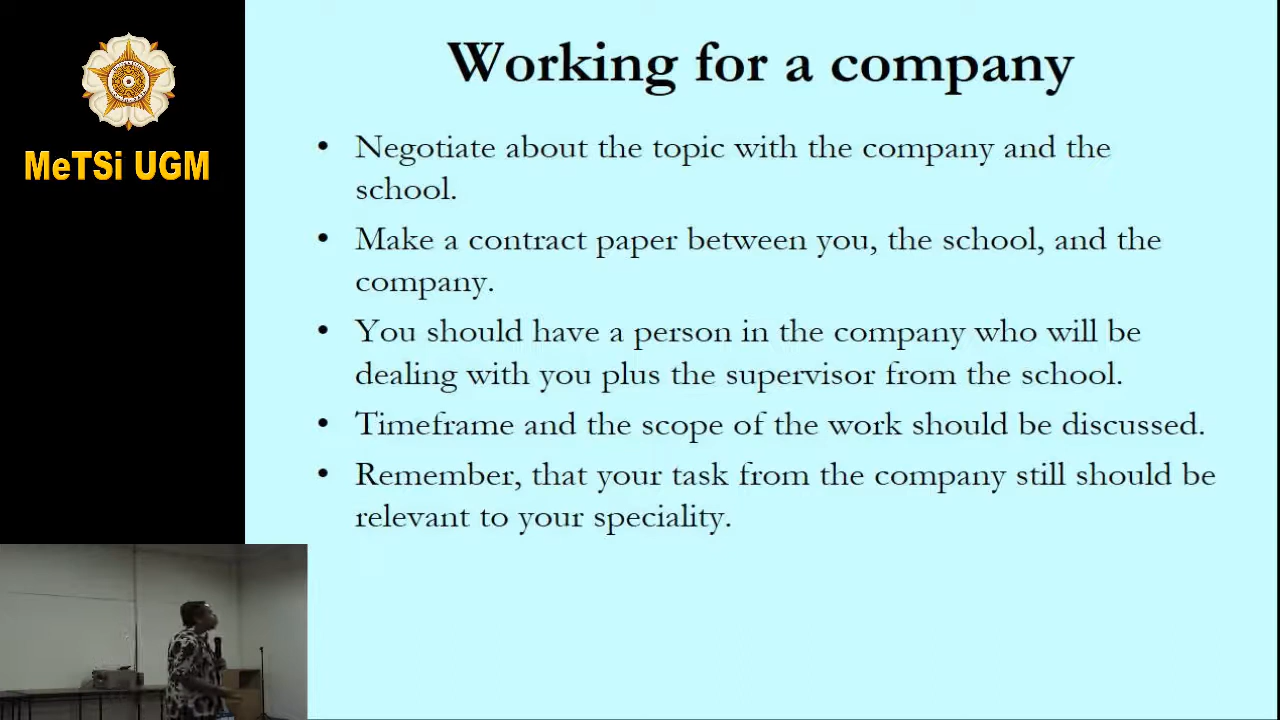 MeTSi UGM
Working for a company
• Negotiate about the topic with the company and the
school.
• Make a contract paper between you, the school, and the
company.
• You should have a person in the company who will be
dealing with you plus the supervisor from the school.
• Timeframe and the scope of the work should be discussed.
• Remember, that your task from the company still should be
relevant to your speciality.